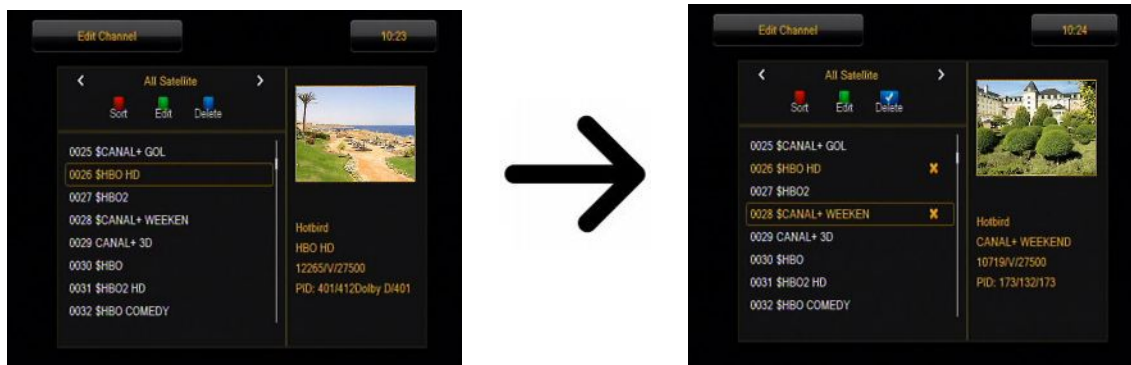 Edit Channel
10:23
All Satellite
Sort Edit Delete
0025 $CANAL+ GOL
0026 $HBO HD
0027 $HBO2
0028 $CANAL+ WEEKEN
0029 CANAL+ 3D
0030 $HBO
0031 $HBO2 HD
0032 $HBO COMEDY
Hotbird
HBO HD
12265/V/27500
PID: 401/412Dolby D/401
Edit Channel
10:24
All Satellite
Sort Edit Delete
0025 $CANAL+ GOL
0026 $HBO HD
0027 $HBO2
0028 $CANAL+ WEEKEN
0029 CANAL+ 3D
0030 $HBO
0031 $HBO2 HD
0032 $HBO COMEDY
Hotbird
CANAL+ WEEKEND
10719/V/27500
PID: 173/132/173